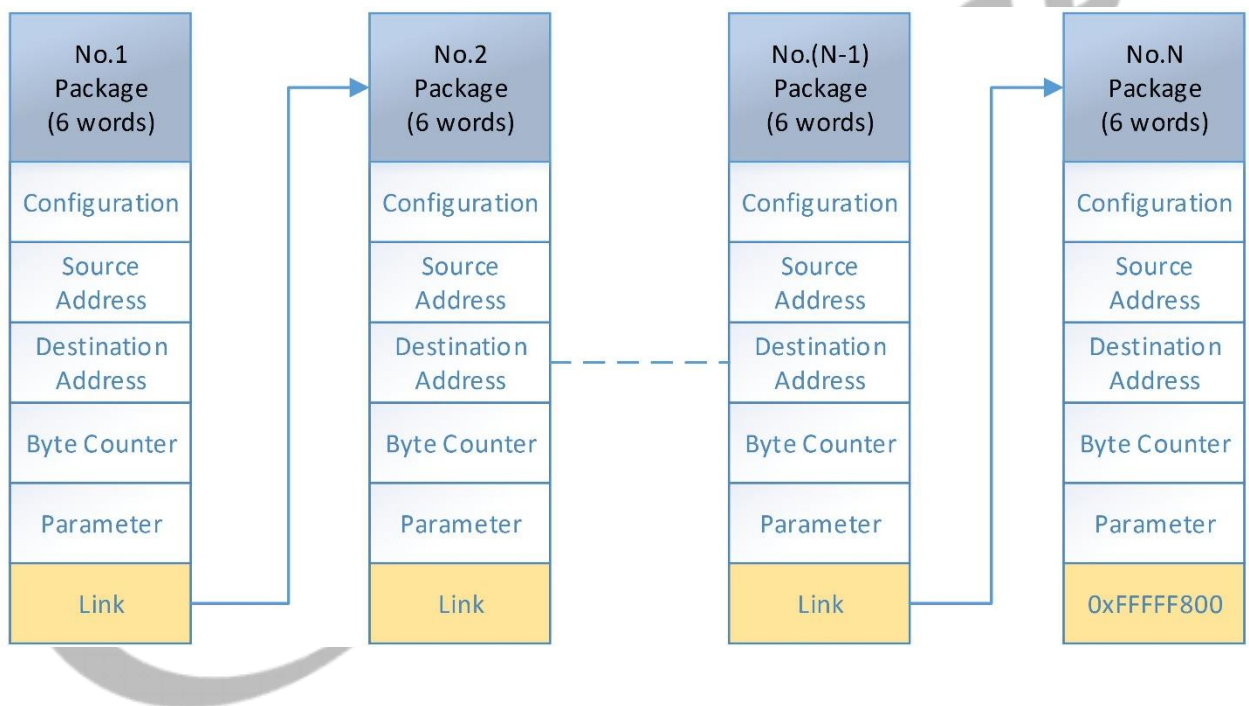 No.1
Package
(6 words)
Configuration
Source
Address
Destination
Address
Byte Counter
Parameter
Link
No.2
Package
(6 words)
Configuration
Source
Address
Destination
Address
Byte Counter
Parameter
Link
No.(N-1)
Package
(6 words)
Configuration
Source
Address
Destination
Address
Byte Counter
Parameter
Link
No.N
Package
(6 words)
Configuration
Source
Address
Destination
Address
Byte Counter
Parameter
0xFFFFF800